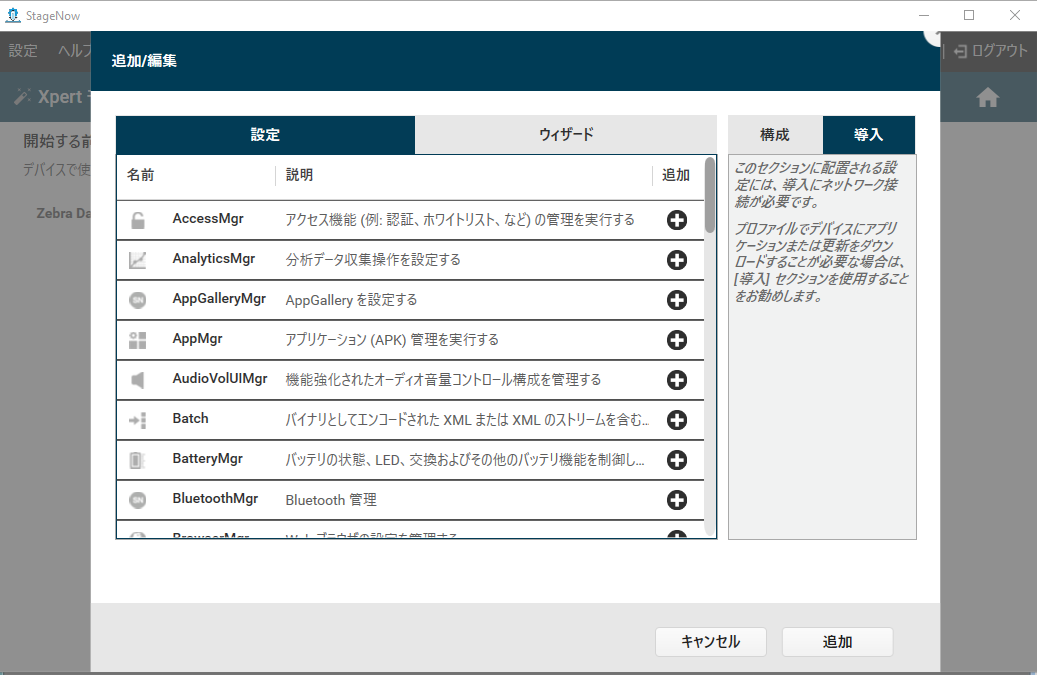 StageNow
設定 ヘルプ
ログアウト
追加/編集
Xpert
開始する前
デバイスで使
Zebra Da
設定 ウィザード
名前 説明 追加
AccessMgr アクセス機能 (例: 認証、ホワイトリスト、など) の管理を実行する
AnalyticsMgr 分析データ収集操作を設定する
AppGalleryMgr AppGallery を設定する
AppMgr アプリケーション (APK) 管理を実行する
AudioVolUIMgr 機能強化されたオーディオ音量コントロール構成を管理する
Batch バイナリとしてエンコードされた XML または XML のストリームを含む...
BatteryMgr バッテリの状態、LED、交換およびその他のバッテリ機能を制御し...
BluetoothMgr Bluetooth 管理
BrowserMgr Web ブラウザの設定を管理する
構成 導入
このセクションに配置される設
定には、導入にネットワーク接
続が必要です。
プロファイルでデバイスにアプリ
ケーションまたは更新をダウン
ロードすることが必要な場合は、
[導入] セクションを使用すること
をお勧めします。
キャンセル 追加